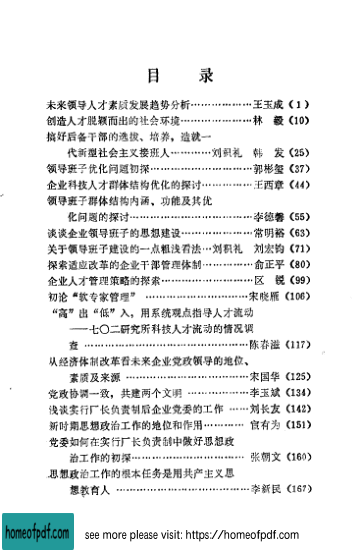 目 录
未来领导人才素质发展趋势分析………………王玉成(1)
创造人才脱颖而出的社会环境………………林 毅(10)
搞好后备干部的选拔、培养,造就一
代新型社会主义接班人…………刘积礼 韩 发(25)
领导班子优化问题初探………………郭彬玺(37)
企业科技人才群体结构优化的探讨…………王西章(44)
领导班子群体结构内涵、功能及其优
化问题的探讨…………………李德馨(55)
谈谈企业领导班子的思想建设………………常明裕(63)
关于领导班子建设的一点粗浅看法…刘积礼 刘宏钧(71)
探索适应改革的企业干部管理体制……………俞正平(80)
企业人才管理策略的探索………………区 锐(99)
初论“软专家管理”………………宋晓雁(106)
“高”出“低”入,用系统观点指导人才流动
——七〇二研究所科技人才流动的情况调
查……………………陈春滋(117)
从经济体制改革看未来企业党政领导的地位、
素质及来源………………宋国华(125)
党政协调一致,共建两个文明………………李玉斌(134)
浅谈实行厂长负责制后企业党委的工作……刘长友(142)
新时期思想政治工作的地位和作用…………官有为(151)
党委如何在实行厂长负责制中做好思想政
治工作的初探………………张朝文(160)
思想政治工作的根本任务是用共产主义思
想教育人………………李新民(167)
homeofpdf.com
see more please visit: https://homeofpdf.com